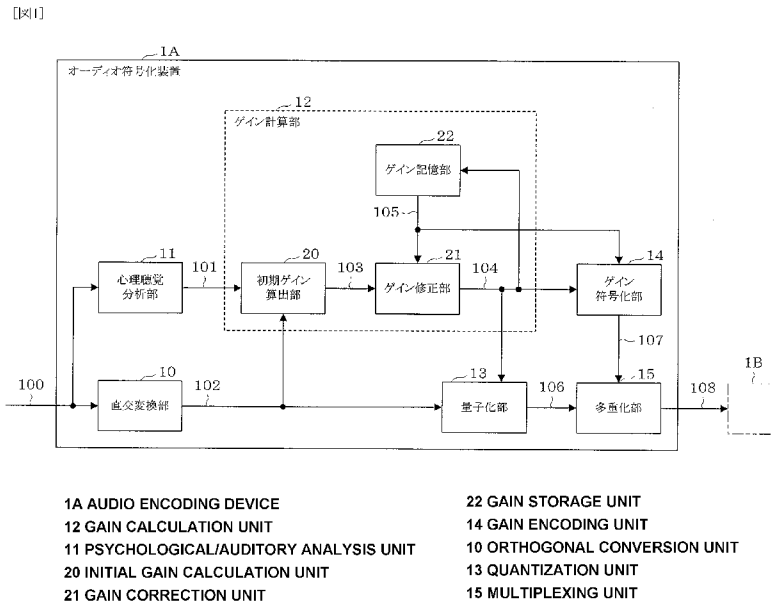 [図1]
1A
オーディオ符号化装置
12
ゲイン計算部
22
ゲイン記憶部
105
11
心理聴覚
分析部
101
20
初期ゲイン
算出部
103
21
ゲイン修正部
104
14
ゲイン
符号化部
107
100
10
直交変換部
102
13
量子化部
106
15
多重化部
108
1B
1A AUDIO ENCODING DEVICE
12 GAIN CALCULATION UNIT
11 PSYCHOLOGICAL/AUDITORY ANALYSIS UNIT
20 INITIAL GAIN CALCULATION UNIT
21 GAIN CORRECTION UNIT
22 GAIN STORAGE UNIT
14 GAIN ENCODING UNIT
10 ORTHOGONAL CONVERSION UNIT
13 QUANTIZATION UNIT
15 MULTIPLEXING UNIT